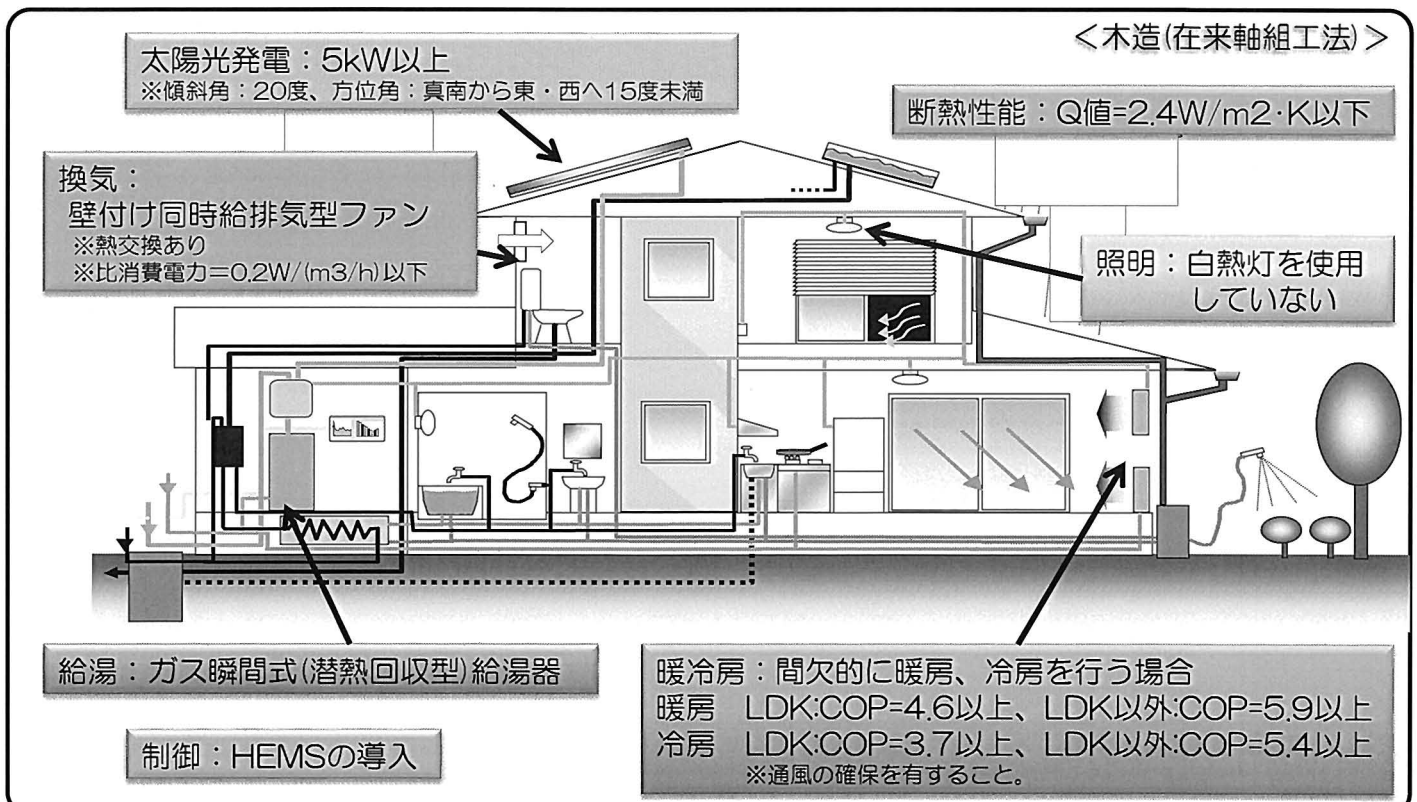 ＜木造(在来軸組工法)＞
太陽光発電：5kW以上
※傾斜角：20度、方位角：真南から東・西へ15度未満
断熱性能：Q値=2.4W/m2·K以下
換気：
壁付け同時給排気型ファン
※熱交換あり
※比消費電力=0.2W/(m3/h)以下
照明：白熱灯を使用
していない
給湯：ガス瞬間式(潜熱回収型)給湯器
制御：HEMSの導入
暖冷房：間欠的に暖房、冷房を行う場合
暖房　LDK:COP=4.6以上、LDK以外:COP=5.9以上
冷房　LDK:COP=3.7以上、LDK以外:COP=5.4以上
※通風の確保を有すること。